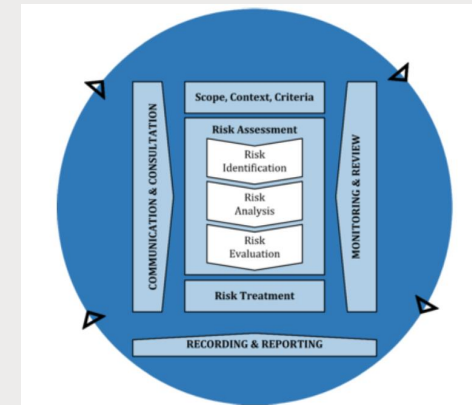 Scope, Context, Criteria
COMMUNICATION & CONSULTATION
Risk Assessment
Risk
Identification
Risk
Analysis
Risk
Evaluation
MONITORING & REVIEW
Risk Treatment
RECORDING & REPORTING